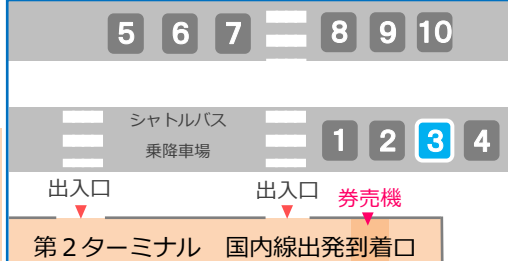 5 6 7 8 9 10
シャトルバス
乗降車場
1 2 3 4
出入口 出入口 券売機
第２ターミナル 国内線出発到着口